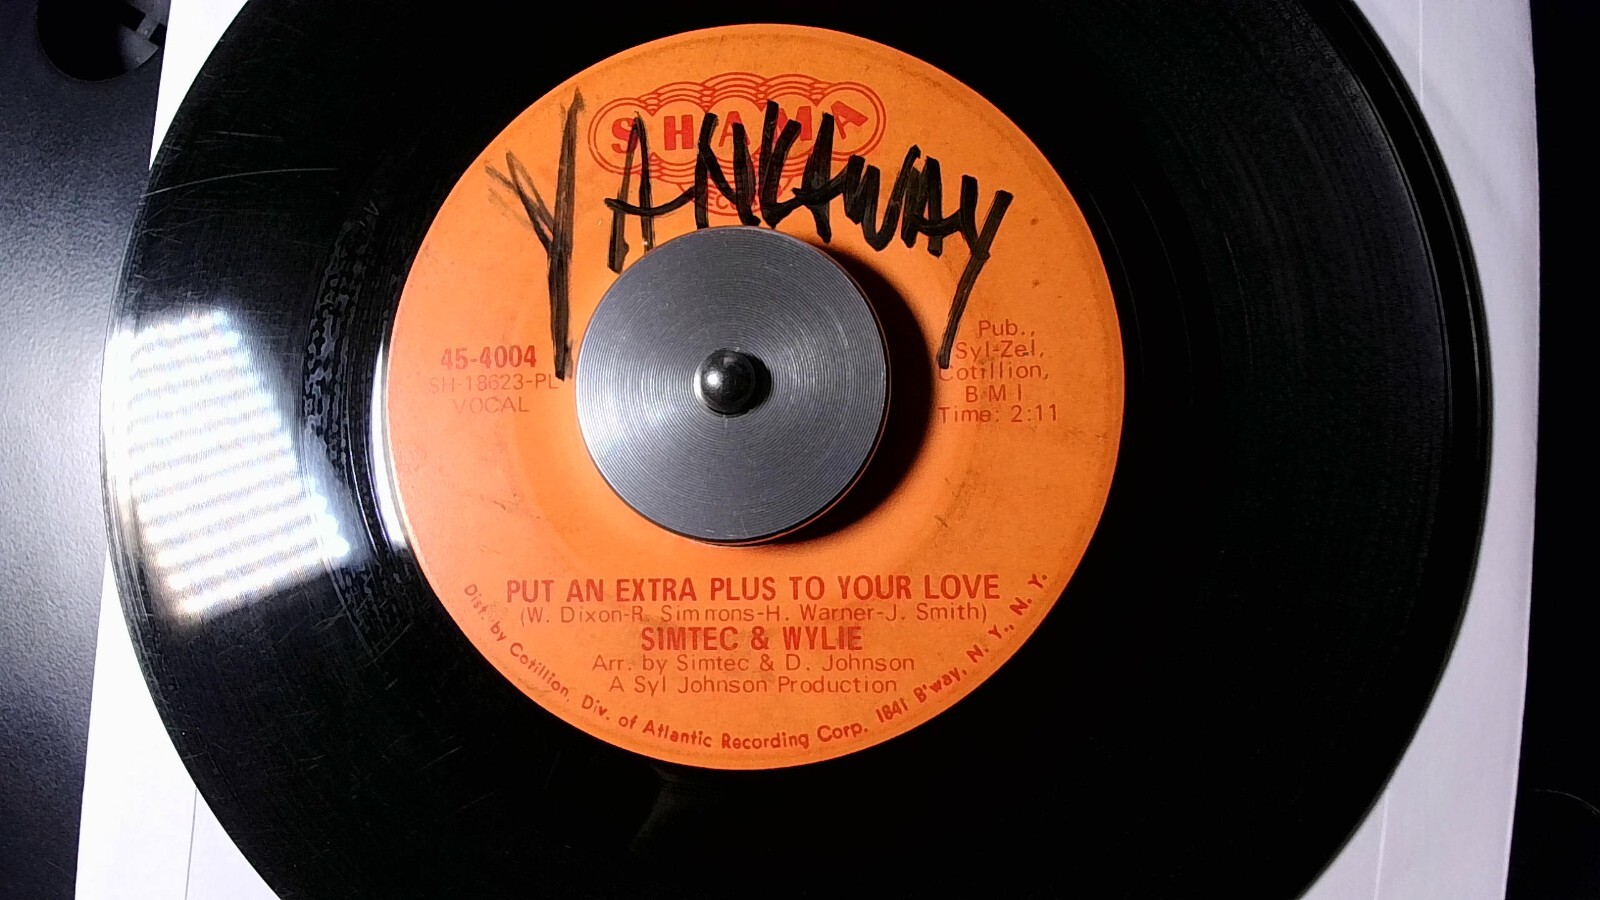 SHAMA
YANKAWAY
45-4004
SH-18623-PL
VOCAL
Pub.,
Syl-Zel,
Cotillion,
BMI
Time: 2:11
PUT AN EXTRA PLUS TO YOUR LOVE
(W. Dixon-R. Simmons-H. Warner-J. Smith)
SIMTEC & WYLIE
Arr. by Simtec & D. Johnson
A Syl Johnson Production
Dist. by Cotillion, Div. of Atlantic Recording Corp. 1841 B'way, N. Y., N. Y.